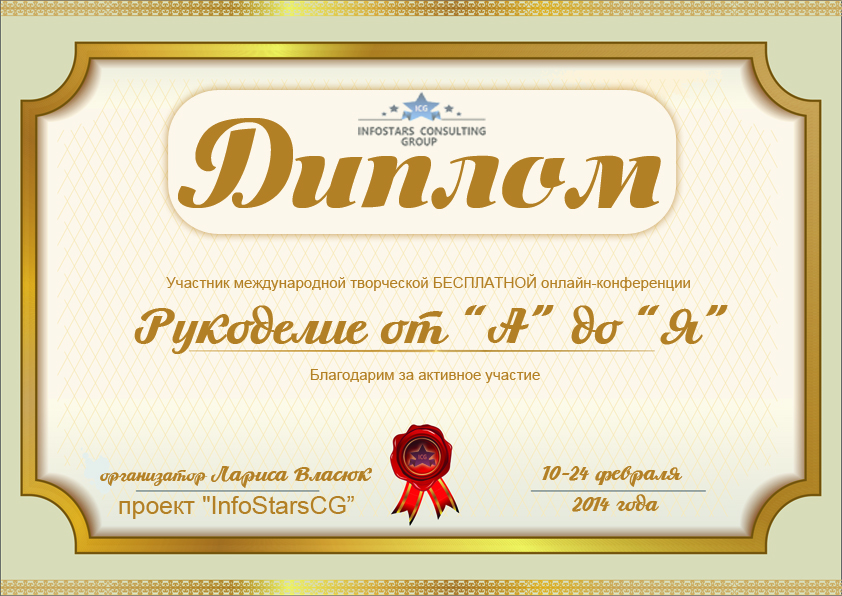 ICG
INFOSTARS CONSULTING
GROUP
Диплом
Участник международной творческой БЕСПЛАТНОЙ онлайн-конференции
Рукоделие от “А” до “Я”
Благодарим за активное участие
ICG
организатор Лариса Власюк
проект "InfoStarsCG”
10-24 февраля
2014 года